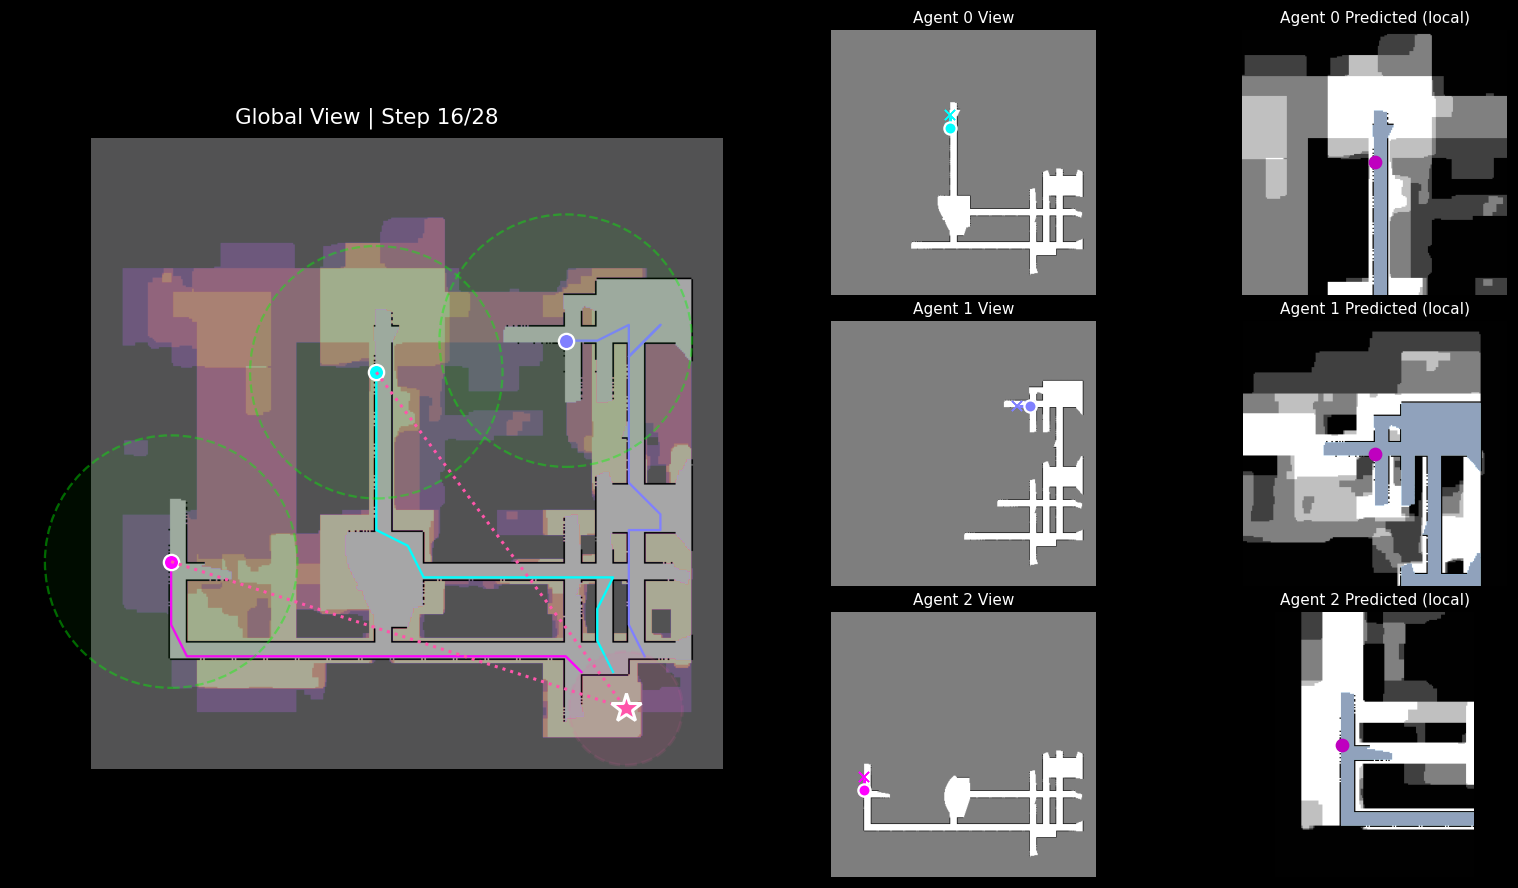 Global View | Step 16/28
Agent 0 View
Agent 0 Predicted (local)
Agent 1 View
Agent 1 Predicted (local)
Agent 2 View
Agent 2 Predicted (local)